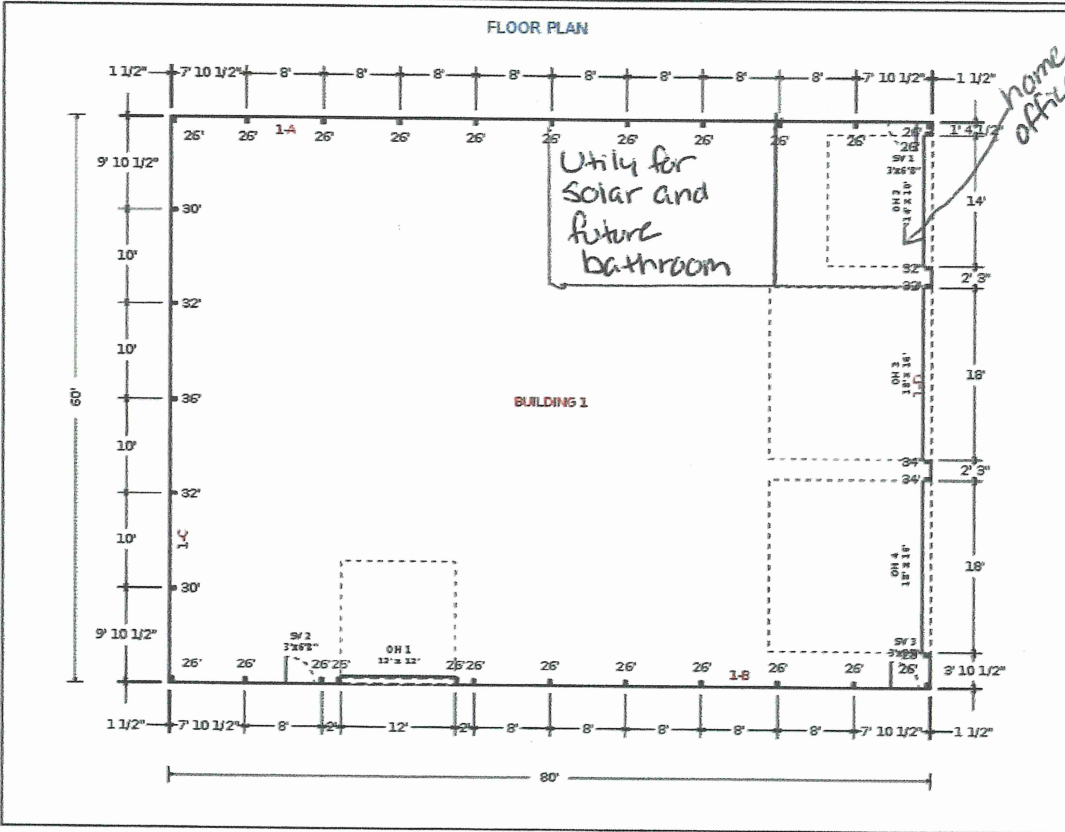 FLOOR PLAN
1 1/2" 7' 10 1/2" 8' 8' 8' 8' 8' 8' 8' 8' 7' 10 1/2" 1 1/2"
home
26' 26' 1-A 26' 26' 26' 26' 26' 26' 26' 26' 26' 1' 4 1/2"
9' 10 1/2"
Utily for
solar and
future
bathroom
26'
SV 1
3'x6'8"
OH 2
14'
30'
10'
32'
32'
2' 3"
32'
10'
OH 3
18' x 16'
18'
60'
36'
BUILDING 1
10'
34'
2' 3"
34'
32'
10'
OH 4
18' x 16'
18'
30'
9' 10 1/2"
SV 2
3'x6'8"
OH 1
12' x 12'
SV 3
26' 26' 26' 25' 26' 26' 26' 26' 1-B 26' 26' 26' 3' 10 1/2"
1 1/2" 7' 10 1/2" 8' 2' 12' 2' 8' 8' 8' 8' 8' 7' 10 1/2" 1 1/2"
80'